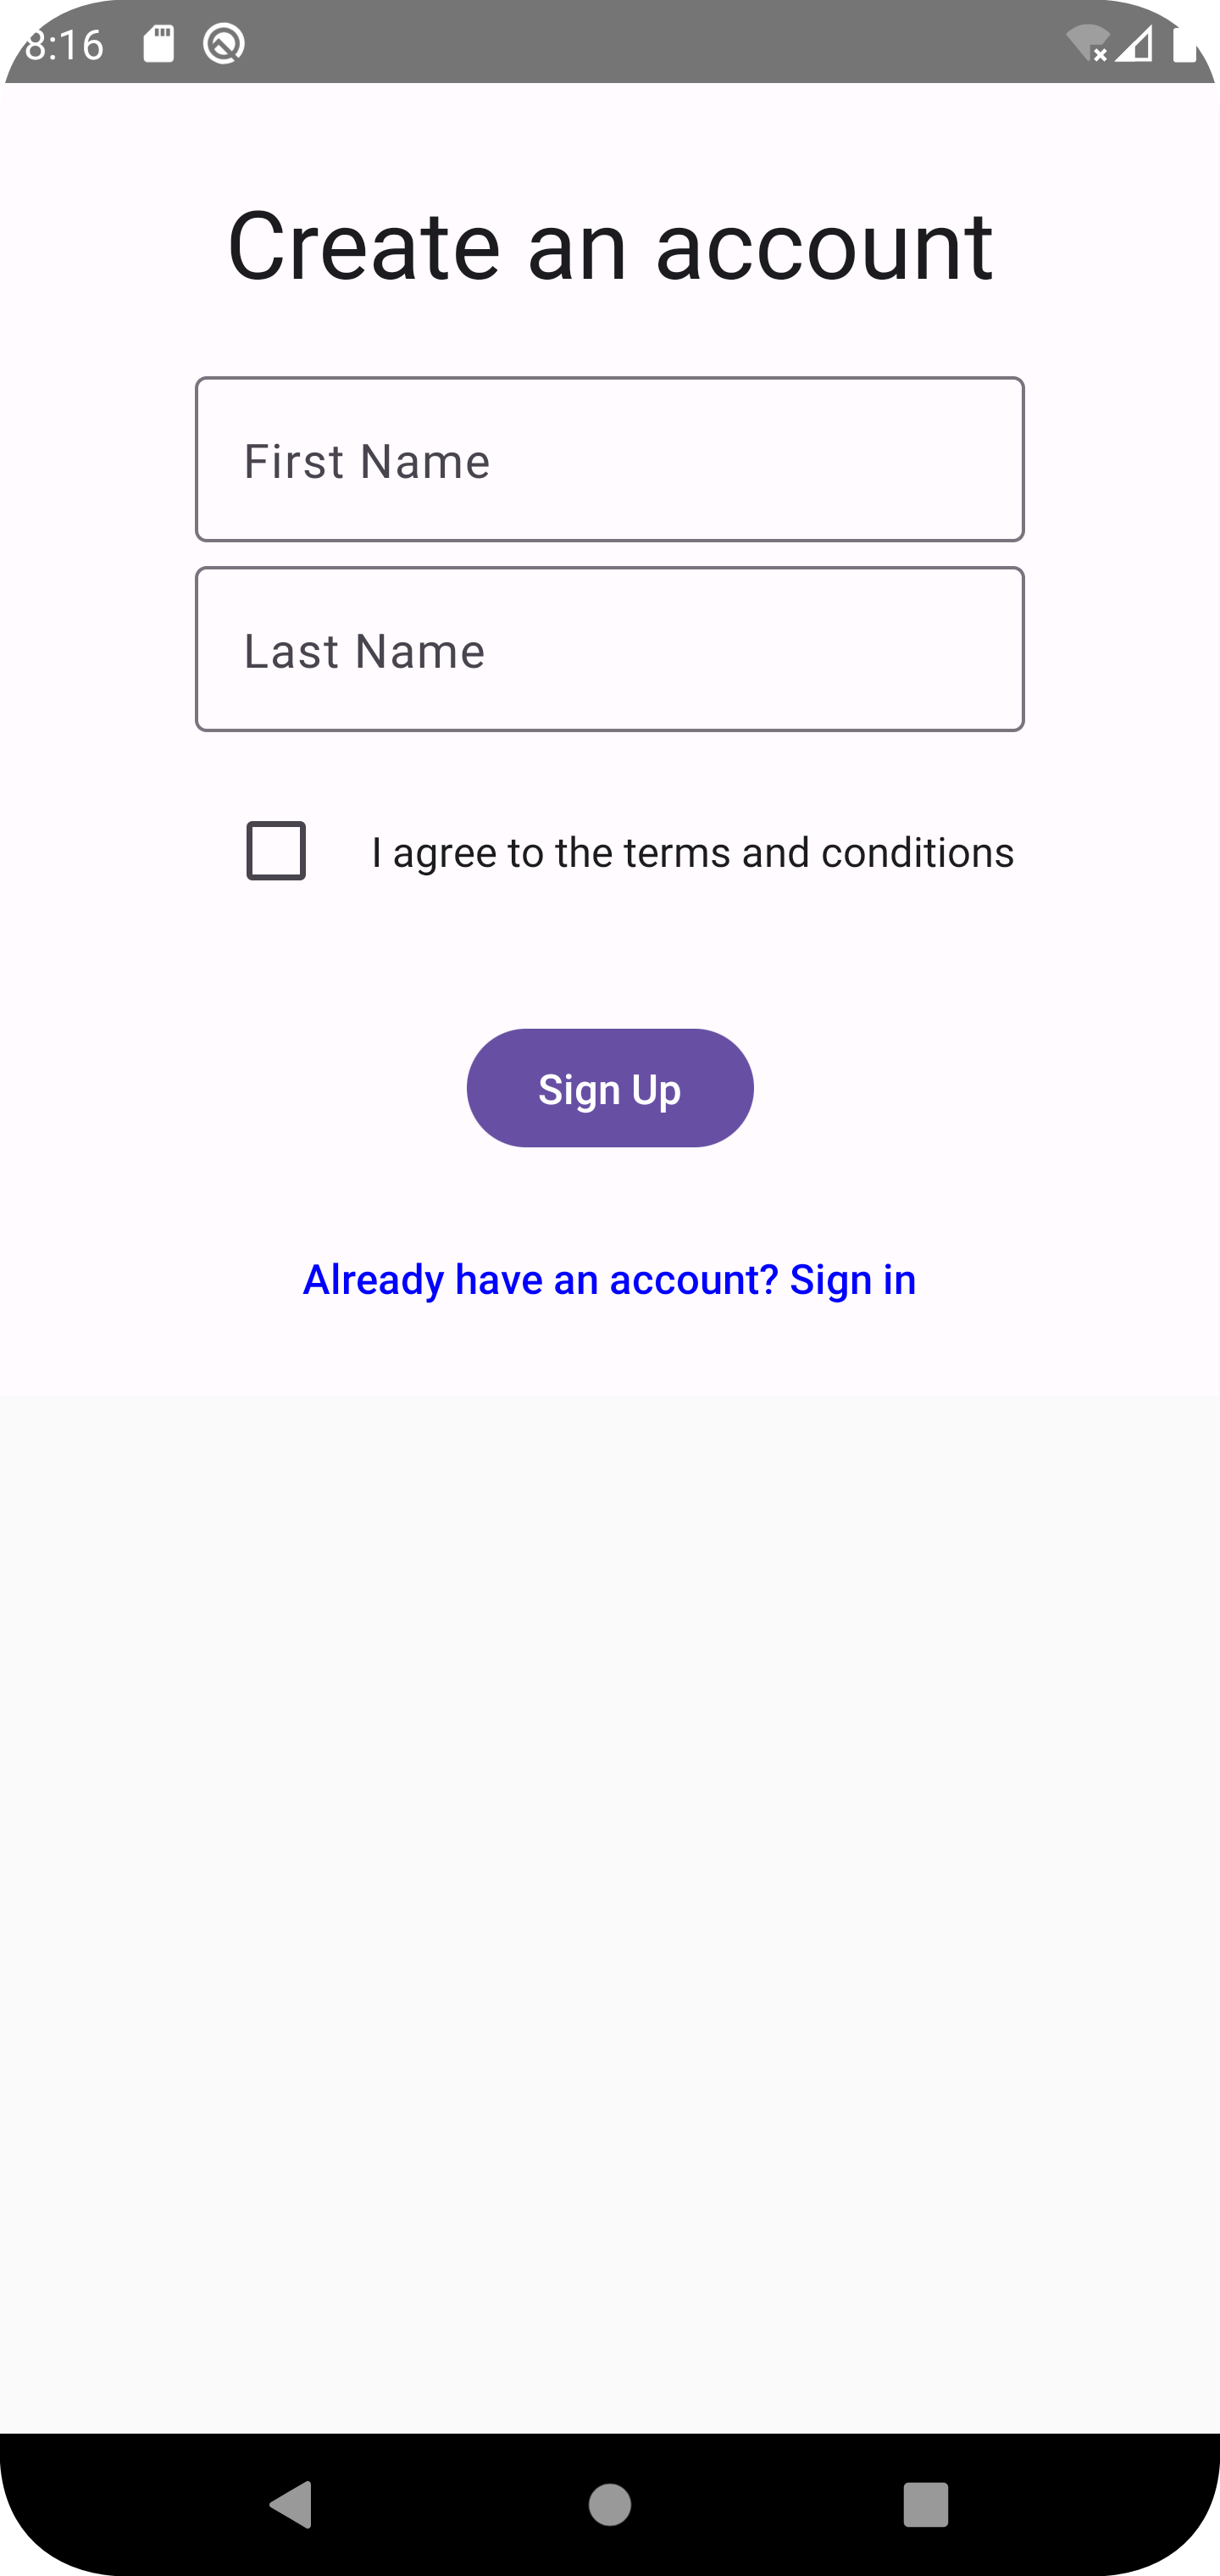 8:16
Create an account
First Name
Last Name
I agree to the terms and conditions
Sign Up
Already have an account? Sign in